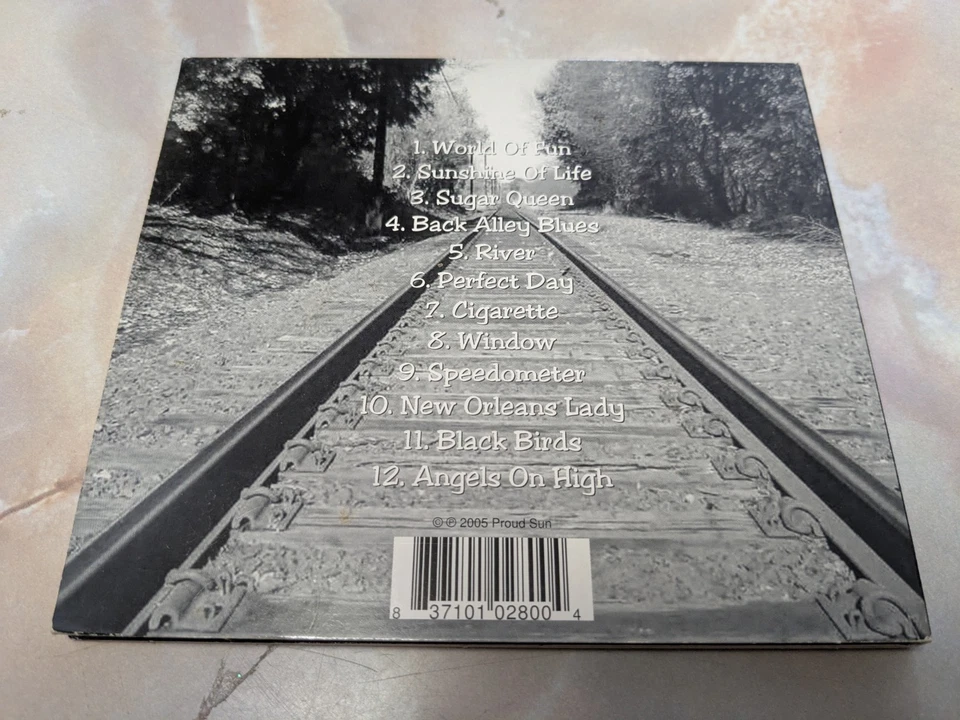 1. World Of Fun
2. Sunshine Of Life
3. Sugar Queen
4. Back Alley Blues
5. River
6. Perfect Day
7. Cigarette
8. Window
9. Speedometer
10. New Orleans Lady
11. Black Birds
12. Angels On High
© ℗ 2005 Proud Sun
8 37101 02800 4